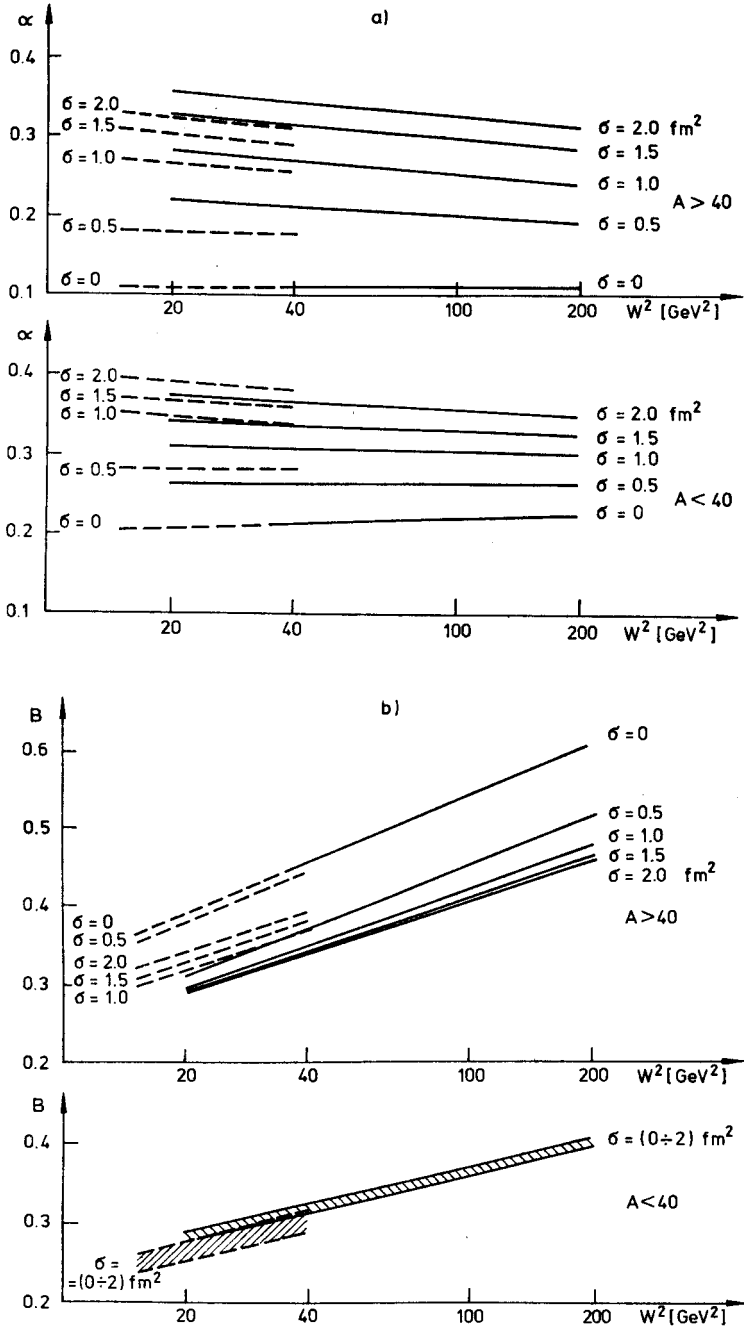 α
a)
0.4
σ = 2.0
σ = 1.5
0.3
σ = 1.0
σ = 2.0 fm²
σ = 1.5
σ = 1.0
A > 40
0.2
σ = 0.5
σ = 0.5
σ = 0
σ = 0
0.1
20
40
100
200
W² [GeV²]
α
0.4
σ = 2.0
σ = 1.5
σ = 1.0
σ = 2.0 fm²
σ = 1.5
0.3
σ = 1.0
σ = 0.5
σ = 0.5
A < 40
σ = 0
σ = 0
0.2
0.1
20
40
100
200
W² [GeV²]
B
b)
0.6
σ = 0
0.5
σ = 0.5
σ = 1.0
σ = 1.5
σ = 2.0 fm²
0.4
σ = 0
σ = 0.5
A > 40
σ = 2.0
σ = 1.5
0.3
σ = 1.0
0.2
20
40
100
200
W² [GeV²]
B
0.4
σ = (0÷2) fm²
A < 40
0.3
σ =
=(0÷2) fm²
0.2
20
40
100
200
W² [GeV²]